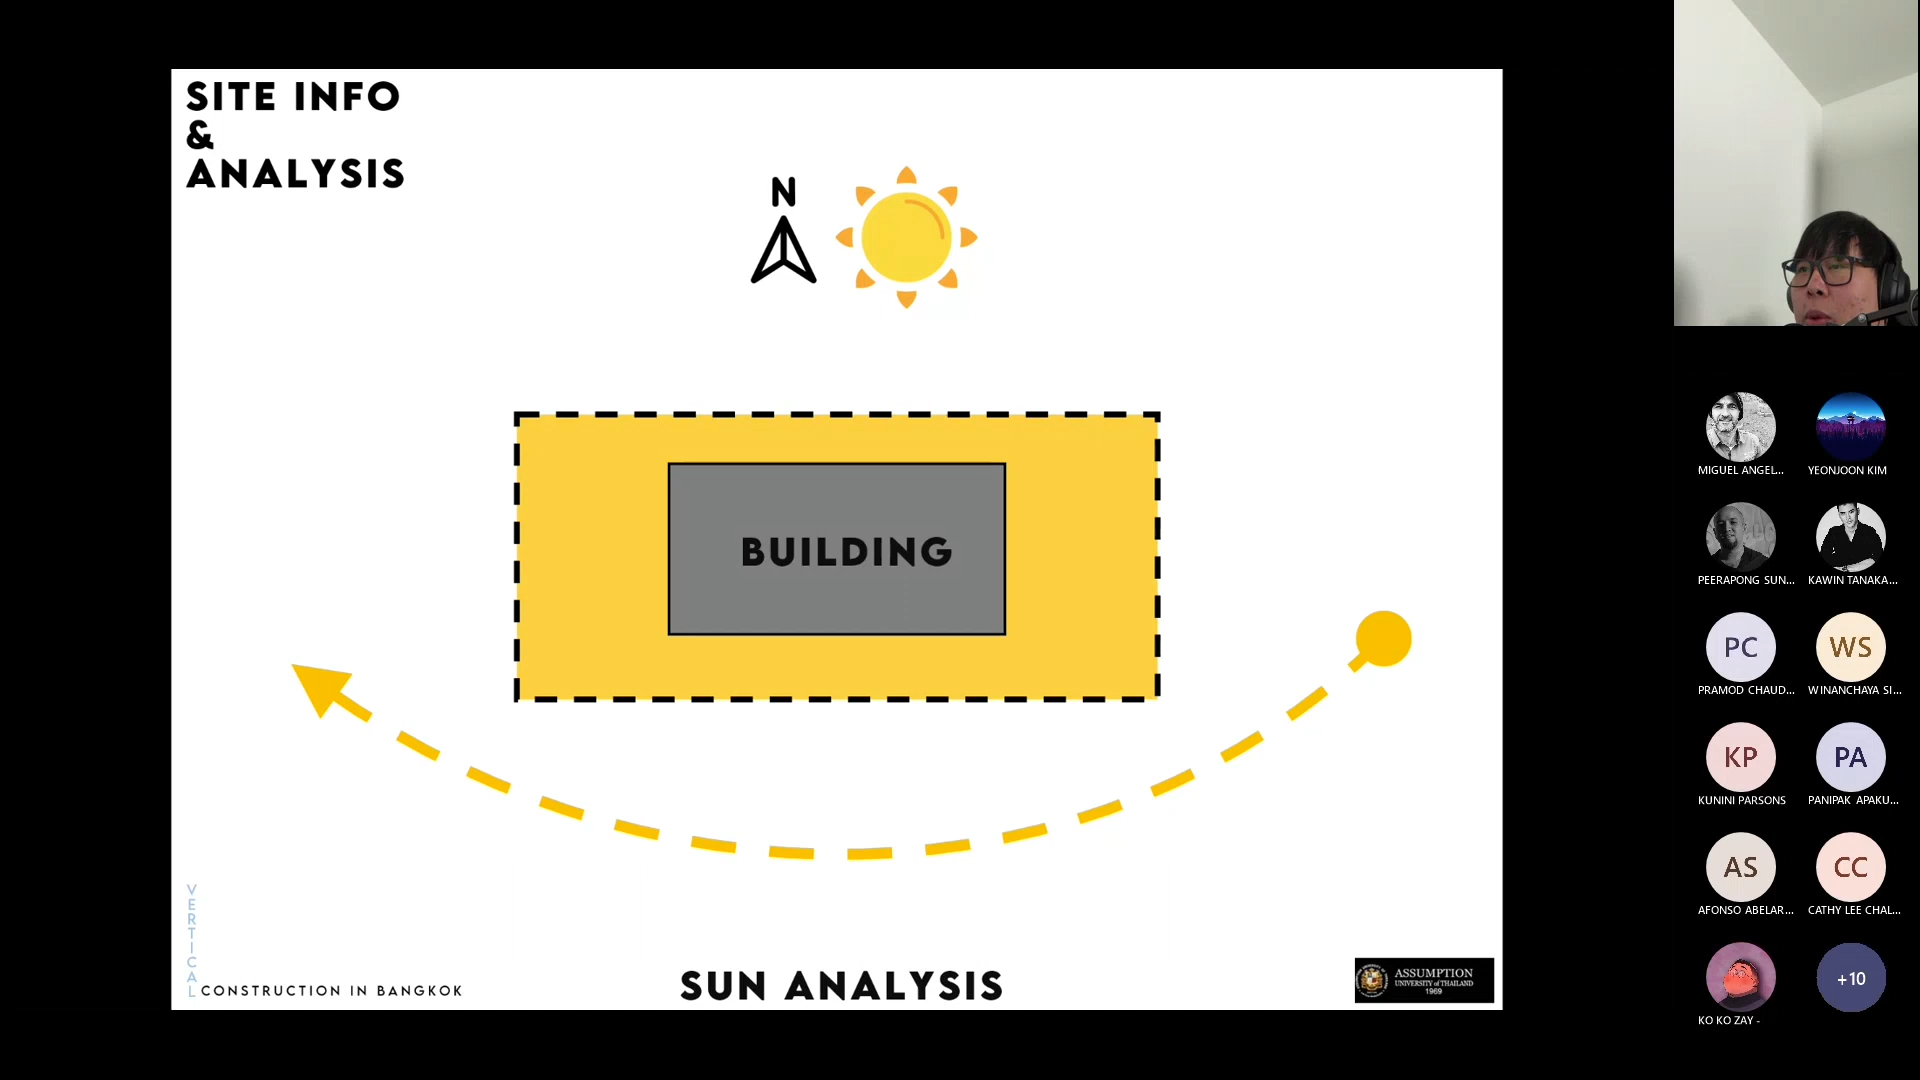 SITE INFO
&
ANALYSIS
N
BUILDING
VERTICAL
CONSTRUCTION IN BANGKOK
SUN ANALYSIS
ASSUMPTION
UNIVERSITY of THAILAND
1969
MIGUEL ANGEL...
YEONJOON KIM
PEERAPONG SUN...
KAWIN TANAKA...
PC
WS
PRAMOD CHAUD...
WINANCHAYA SI...
KP
PA
KUNINI PARSONS
PANIPAK APAKU...
AS
CC
AFONSO ABELAR...
CATHY LEE CHAL...
+10
KO KO ZAY -